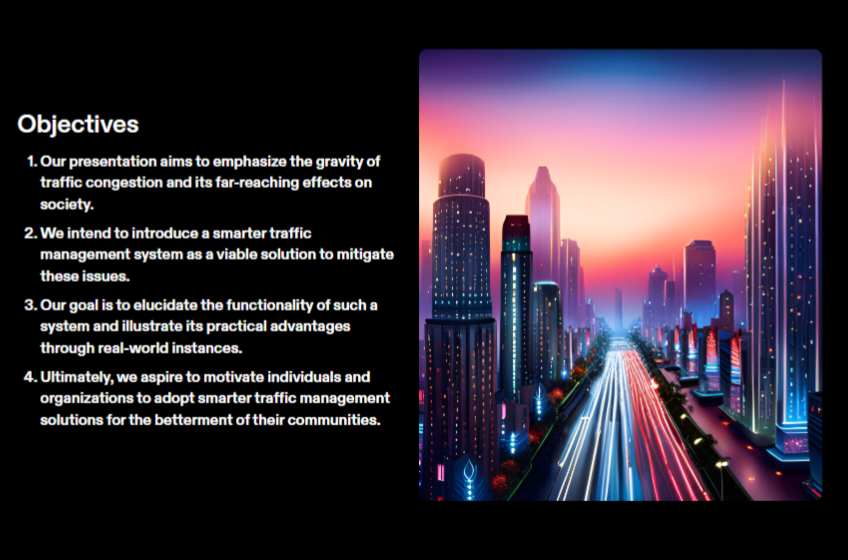 Objectives
1. Our presentation aims to emphasize the gravity of
traffic congestion and its far-reaching effects on
society.
2. We intend to introduce a smarter traffic
management system as a viable solution to mitigate
these issues.
3. Our goal is to elucidate the functionality of such a
system and illustrate its practical advantages
through real-world instances.
4. Ultimately, we aspire to motivate individuals and
organizations to adopt smarter traffic management
solutions for the betterment of their communities.